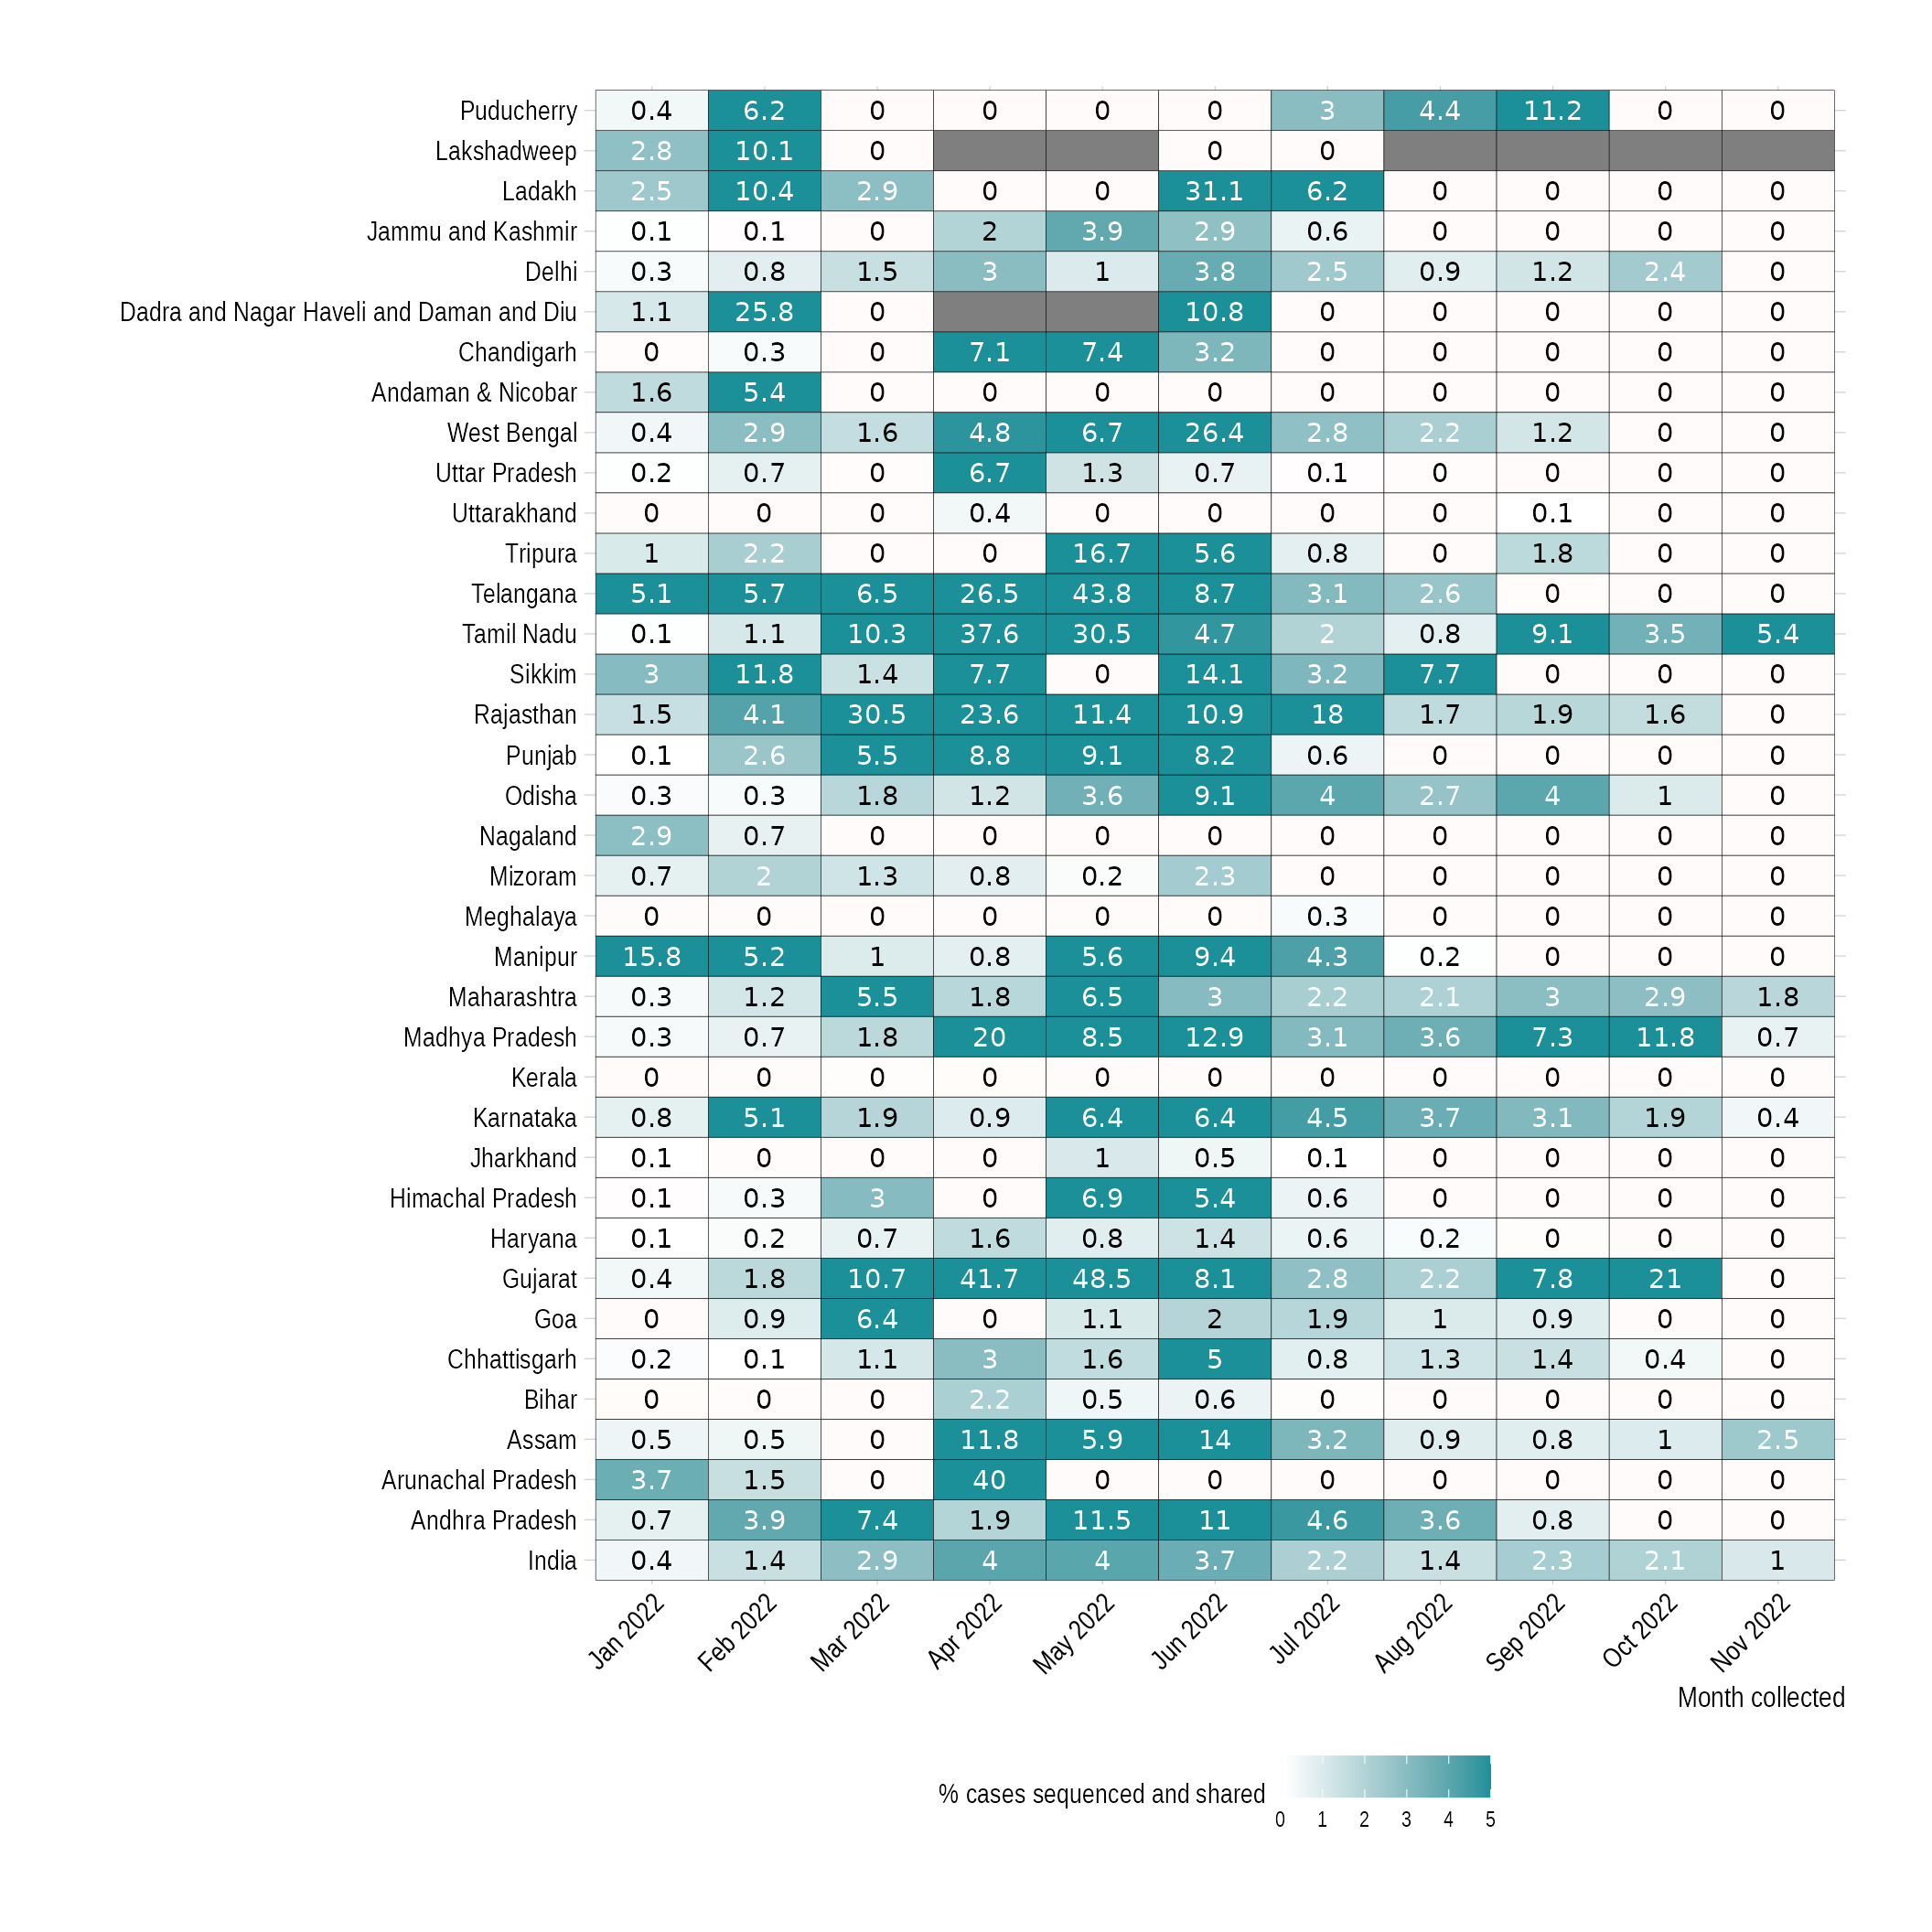 Puducherry 0.4 6.2 0 0 0 0 3 4.4 11.2 0 0
Lakshadweep 2.8 10.1 0 0 0
Ladakh 2.5 10.4 2.9 0 0 31.1 6.2 0 0 0 0
Jammu and Kashmir 0.1 0.1 0 2 3.9 2.9 0.6 0 0 0 0
Delhi 0.3 0.8 1.5 3 1 3.8 2.5 0.9 1.2 2.4 0
Dadra and Nagar Haveli and Daman and Diu 1.1 25.8 0 10.8 0 0 0 0 0
Chandigarh 0 0.3 0 7.1 7.4 3.2 0 0 0 0 0
Andaman & Nicobar 1.6 5.4 0 0 0 0 0 0 0 0 0
West Bengal 0.4 2.9 1.6 4.8 6.7 26.4 2.8 2.2 1.2 0 0
Uttar Pradesh 0.2 0.7 0 6.7 1.3 0.7 0.1 0 0 0 0
Uttarakhand 0 0 0 0.4 0 0 0 0 0.1 0 0
Tripura 1 2.2 0 0 16.7 5.6 0.8 0 1.8 0 0
Telangana 5.1 5.7 6.5 26.5 43.8 8.7 3.1 2.6 0 0 0
Tamil Nadu 0.1 1.1 10.3 37.6 30.5 4.7 2 0.8 9.1 3.5 5.4
Sikkim 3 11.8 1.4 7.7 0 14.1 3.2 7.7 0 0 0
Rajasthan 1.5 4.1 30.5 23.6 11.4 10.9 18 1.7 1.9 1.6 0
Punjab 0.1 2.6 5.5 8.8 9.1 8.2 0.6 0 0 0 0
Odisha 0.3 0.3 1.8 1.2 3.6 9.1 4 2.7 4 1 0
Nagaland 2.9 0.7 0 0 0 0 0 0 0 0 0
Mizoram 0.7 2 1.3 0.8 0.2 2.3 0 0 0 0 0
Meghalaya 0 0 0 0 0 0 0.3 0 0 0 0
Manipur 15.8 5.2 1 0.8 5.6 9.4 4.3 0.2 0 0 0
Maharashtra 0.3 1.2 5.5 1.8 6.5 3 2.2 2.1 3 2.9 1.8
Madhya Pradesh 0.3 0.7 1.8 20 8.5 12.9 3.1 3.6 7.3 11.8 0.7
Kerala 0 0 0 0 0 0 0 0 0 0 0
Karnataka 0.8 5.1 1.9 0.9 6.4 6.4 4.5 3.7 3.1 1.9 0.4
Jharkhand 0.1 0 0 0 1 0.5 0.1 0 0 0 0
Himachal Pradesh 0.1 0.3 3 0 6.9 5.4 0.6 0 0 0 0
Haryana 0.1 0.2 0.7 1.6 0.8 1.4 0.6 0.2 0 0 0
Gujarat 0.4 1.8 10.7 41.7 48.5 8.1 2.8 2.2 7.8 21 0
Goa 0 0.9 6.4 0 1.1 2 1.9 1 0.9 0 0
Chhattisgarh 0.2 0.1 1.1 3 1.6 5 0.8 1.3 1.4 0.4 0
Bihar 0 0 0 2.2 0.5 0.6 0 0 0 0 0
Assam 0.5 0.5 0 11.8 5.9 14 3.2 0.9 0.8 1 2.5
Arunachal Pradesh 3.7 1.5 0 40 0 0 0 0 0 0 0
Andhra Pradesh 0.7 3.9 7.4 1.9 11.5 11 4.6 3.6 0.8 0 0
India 0.4 1.4 2.9 4 4 3.7 2.2 1.4 2.3 2.1 1
Jan 2022 Feb 2022 Mar 2022 Apr 2022 May 2022 Jun 2022 Jul 2022 Aug 2022 Sep 2022 Oct 2022 Nov 2022
Month collected
% cases sequenced and shared
0 1 2 3 4 5